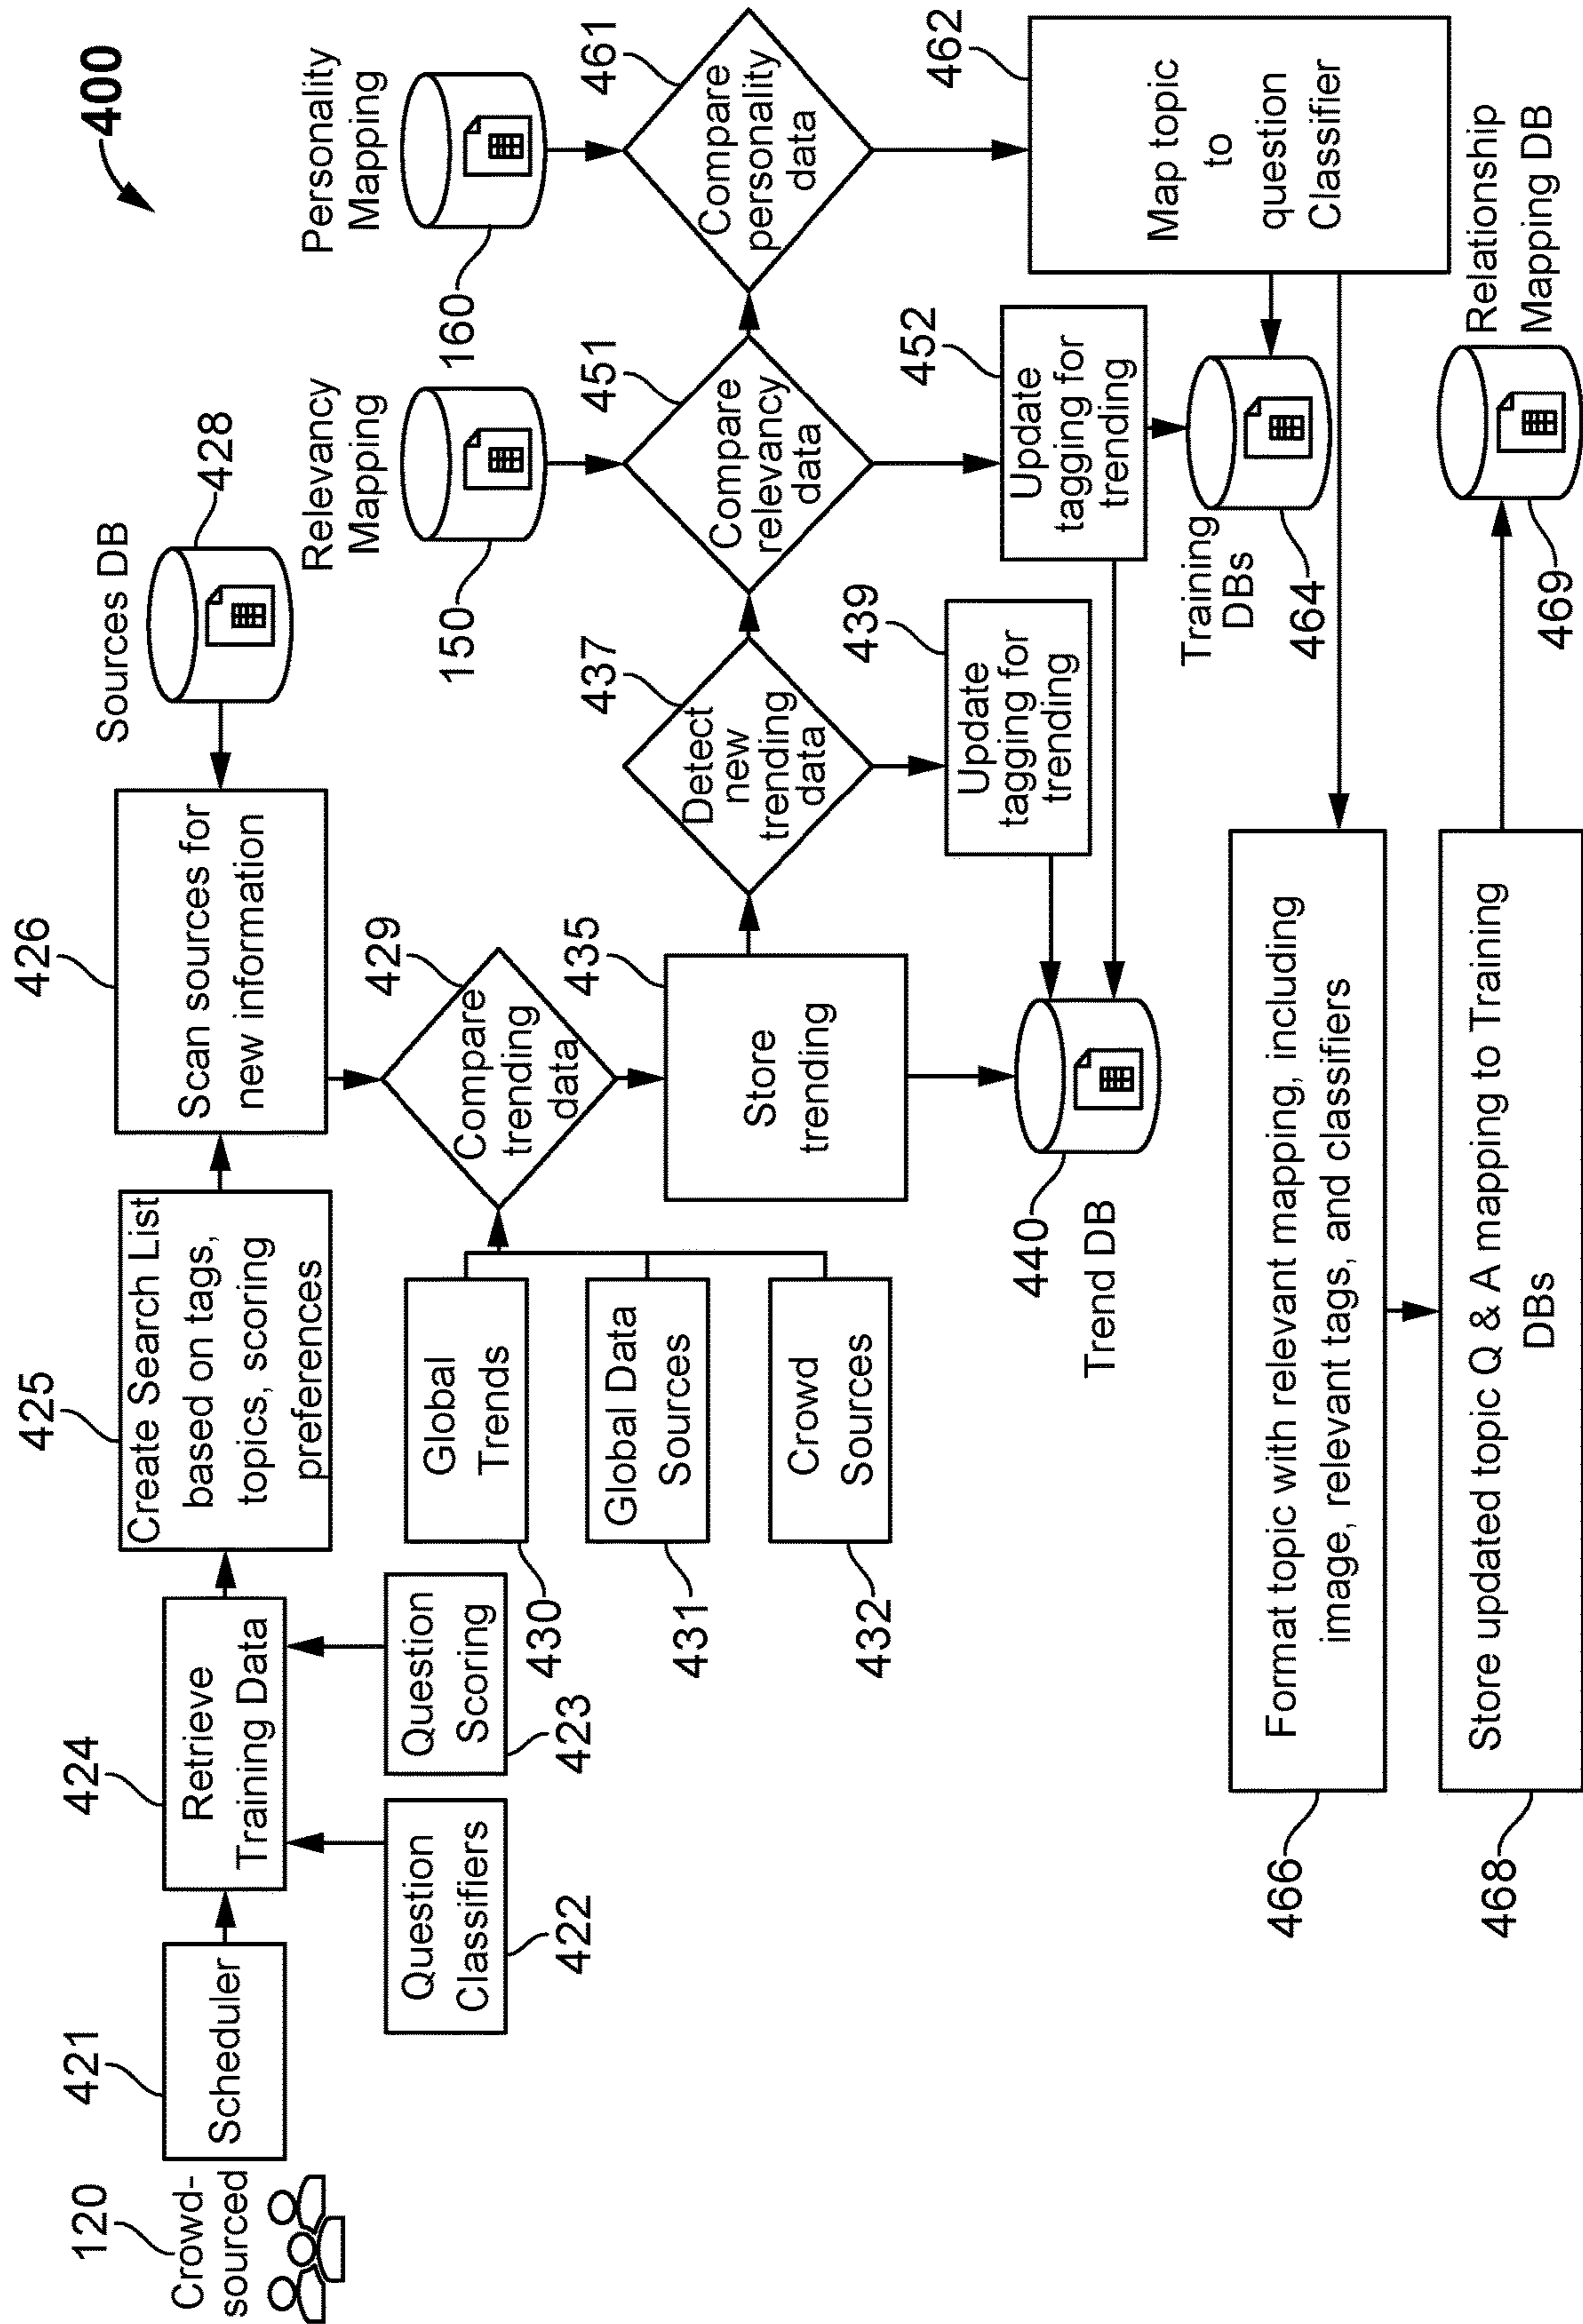 400
120
Crowd-
sourced
421
Scheduler
424
Retrieve
Training Data
Question
Classifiers
422
Question
Scoring
423
425
Create Search List
based on tags,
topics, scoring
preferences
426
Scan sources for
new information
Sources DB
428
429
Compare
trending
data
Global
Trends
430
Global Data
Sources
431
Crowd
Sources
432
435
Store
trending
440
Trend DB
437
Detect
new
trending
data
439
Update
tagging for
trending
Relevancy
Mapping
150
451
Compare
relevancy
data
452
Update
tagging for
trending
Personality
Mapping
160
461
Compare
personality
data
462
Map topic
to
question
Classifier
Training
DBs
464
Format topic with relevant mapping, including
image, relevant tags, and classifiers
466
Store updated topic Q & A mapping to Training
DBs
468
Relationship
Mapping DB
469